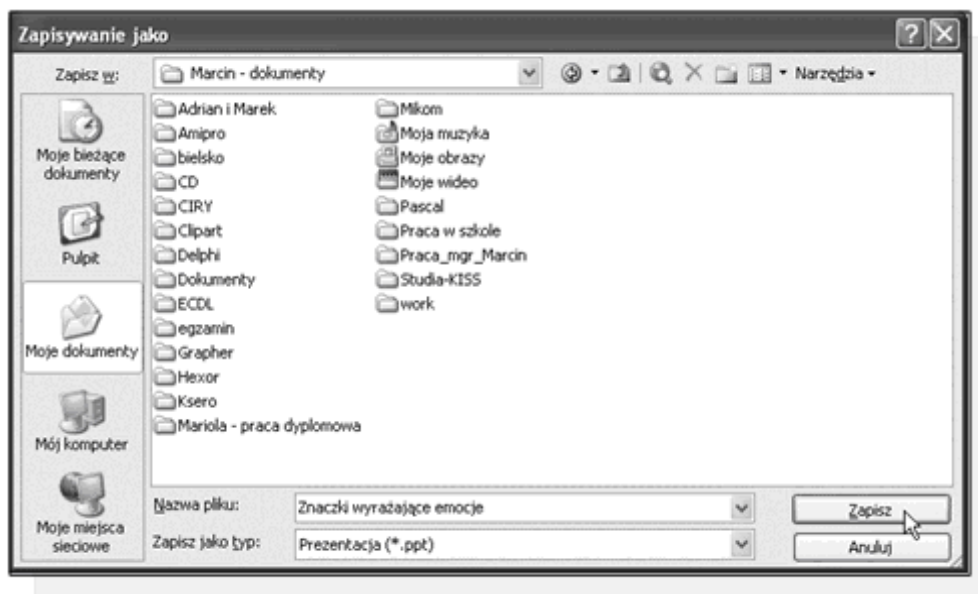 Zapisywanie jako
Zapisz w: Marcin - dokumenty Narzędzia
Moje bieżące dokumenty
Pulpit
Moje dokumenty
Mój komputer
Moje miejsca sieciowe
Adrian i Marek
Amipro
bielsko
CD
CIRY
Clipart
Delphi
Dokumenty
ECDL
egzamin
Grapher
Hexor
Ksero
Mariola - praca dyplomowa
Mikom
Moja muzyka
Moje obrazy
Moje wideo
Pascal
Praca w szkole
Praca_mgr_Marcin
Studia-KISS
work
Nazwa pliku: Znaczki wyrażające emocje Zapisz
Zapisz jako typ: Prezentacja (*.ppt) Anuluj